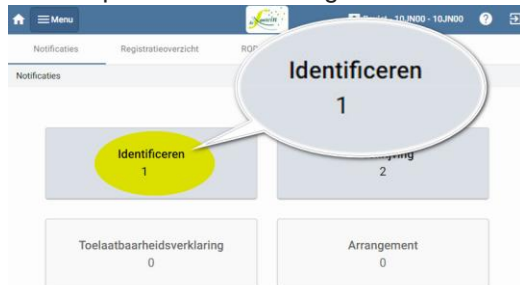 Menu
10JN00 - 10JN00
Notificaties Registratieoverzicht
Notificaties
Identificeren
1
Identificeren
1
2
Toelaatbaarheidsverklaring
0
Arrangement
0